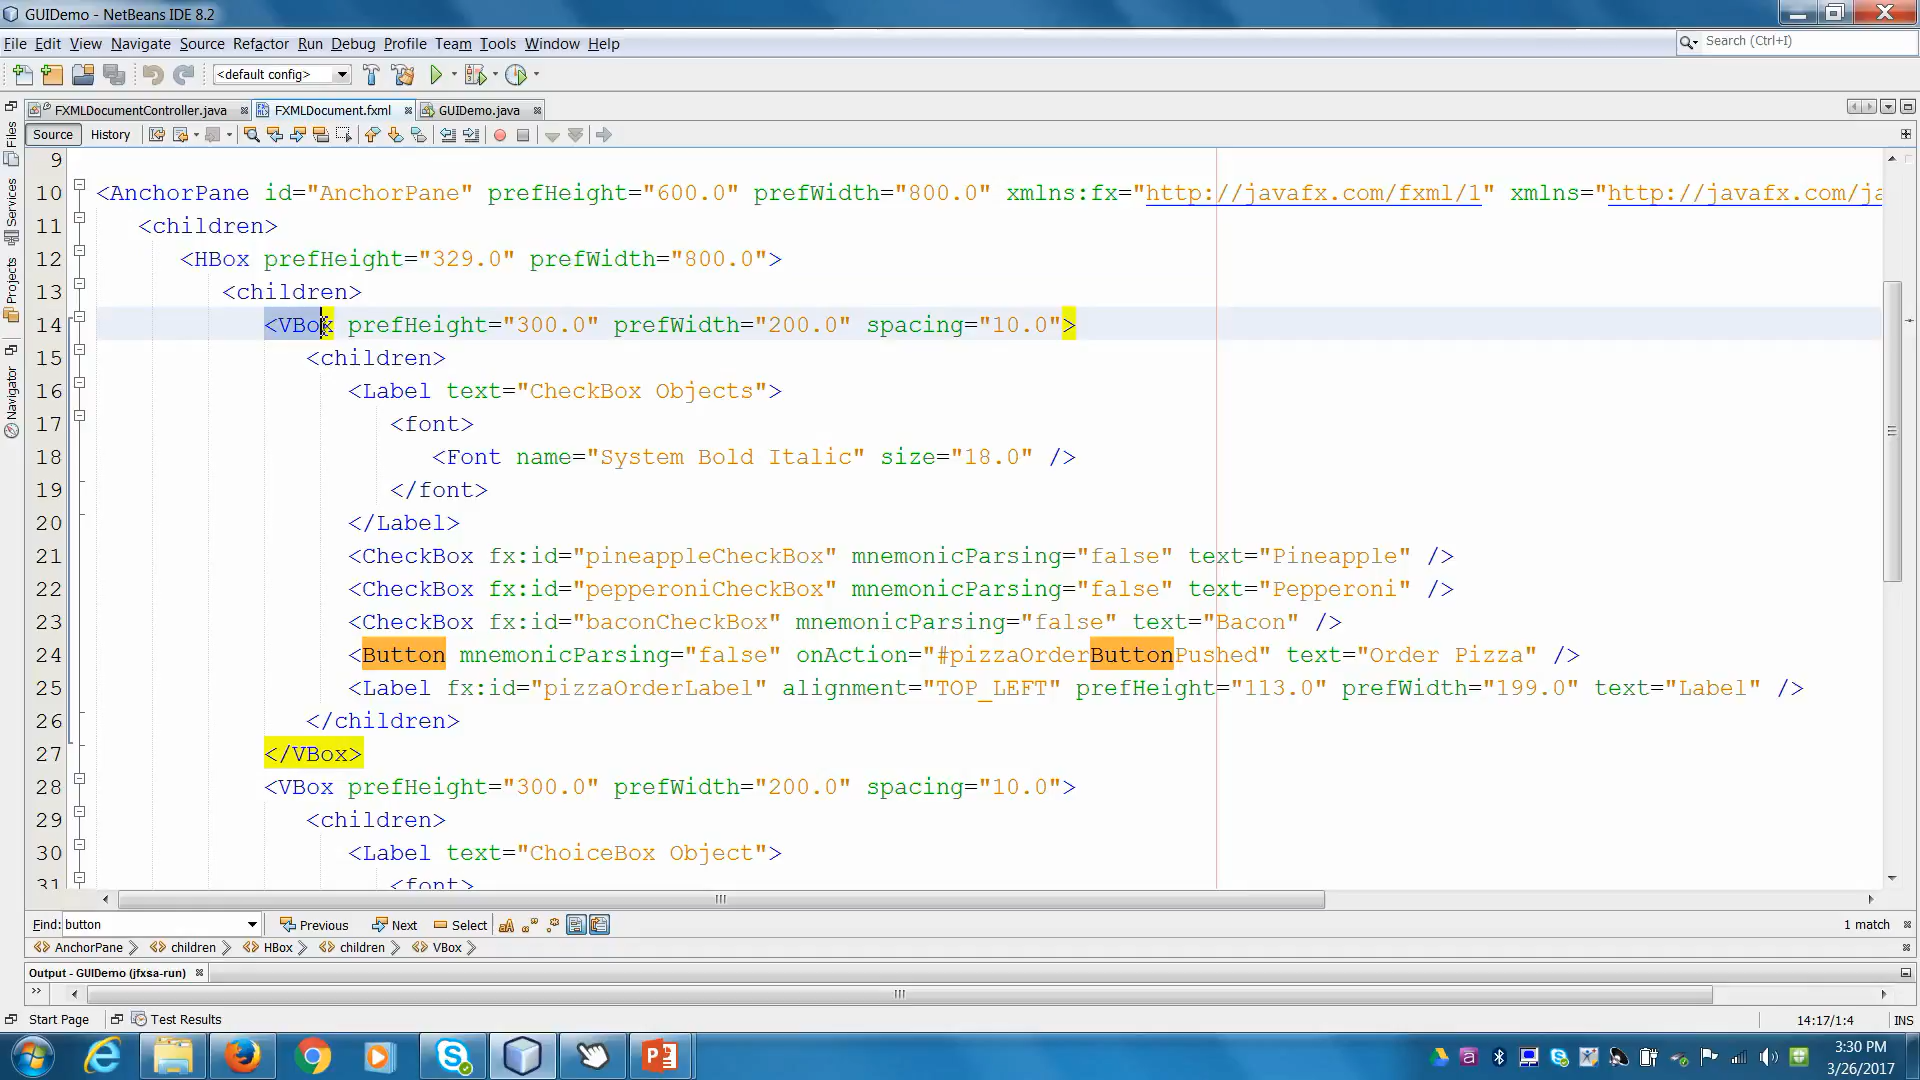 GUIDemo - NetBeans IDE 8.2
File Edit View Navigate Source Refactor Run Debug Profile Team Tools Window Help
Search (Ctrl+I)
<default config>
FXMLDocumentController.java FXMLDocument.fxml GUIDemo.java
Source History
Files
Services
Projects
Navigator
9
10 <AnchorPane id="AnchorPane" prefHeight="600.0" prefWidth="800.0" xmlns:fx="http://javafx.com/fxml/1" xmlns="http://javafx.com/ja
11 <children>
12 <HBox prefHeight="329.0" prefWidth="800.0">
13 <children>
14 <VBox prefHeight="300.0" prefWidth="200.0" spacing="10.0">
15 <children>
16 <Label text="CheckBox Objects">
17 <font>
18 <Font name="System Bold Italic" size="18.0" />
19 </font>
20 </Label>
21 <CheckBox fx:id="pineappleCheckBox" mnemonicParsing="false" text="Pineapple" />
22 <CheckBox fx:id="pepperoniCheckBox" mnemonicParsing="false" text="Pepperoni" />
23 <CheckBox fx:id="baconCheckBox" mnemonicParsing="false" text="Bacon" />
24 <Button mnemonicParsing="false" onAction="#pizzaOrderButtonPushed" text="Order Pizza" />
25 <Label fx:id="pizzaOrderLabel" alignment="TOP_LEFT" prefHeight="113.0" prefWidth="199.0" text="Label" />
26 </children>
27 </VBox>
28 <VBox prefHeight="300.0" prefWidth="200.0" spacing="10.0">
29 <children>
30 <Label text="ChoiceBox Object">
31 <font>
Find: button Previous Next Select 1 match
AnchorPane children HBox children VBox
Output - GUIDemo (jfxsa-run)
Start Page Test Results 14:17/1:4 INS
3:30 PM
3/26/2017